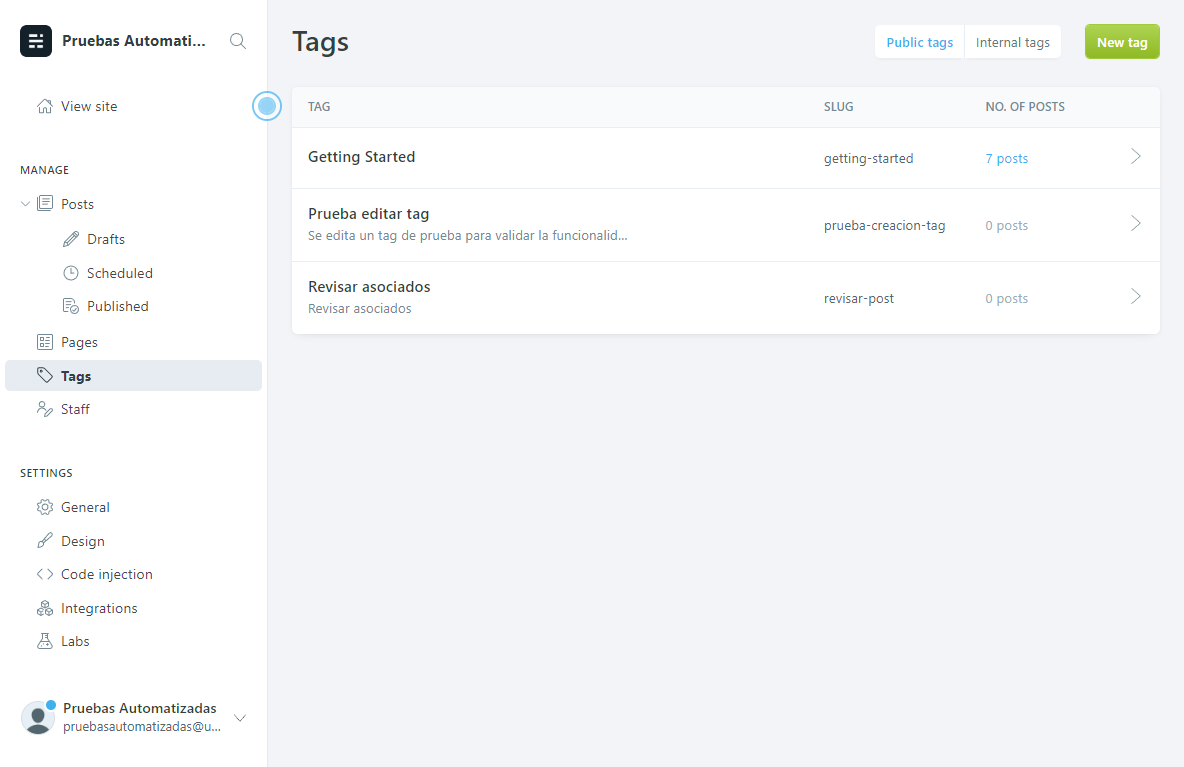 Pruebas Automati...
View site
MANAGE
Posts
Drafts
Scheduled
Published
Pages
Tags
Staff
SETTINGS
General
Design
Code injection
Integrations
Labs
Pruebas Automatizadas
pruebasautomatizadas@u...
Tags
Public tags
Internal tags
New tag
TAG SLUG NO. OF POSTS
Getting Started getting-started 7 posts
Prueba editar tag prueba-creacion-tag 0 posts
Se edita un tag de prueba para validar la funcionalid...
Revisar asociados revisar-post 0 posts
Revisar asociados